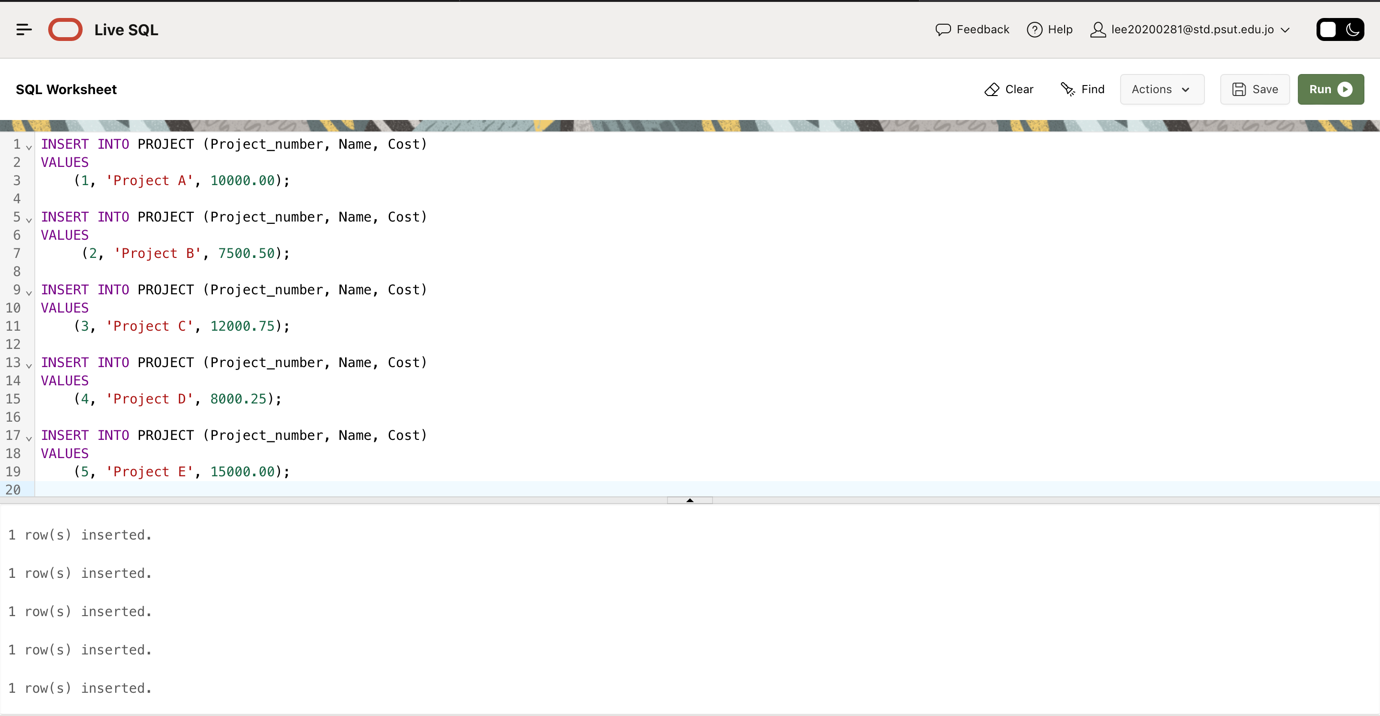 Live SQL
Feedback
Help
lee20200281@std.psut.edu.jo
SQL Worksheet
Clear
Find
Actions
Save
Run
1 INSERT INTO PROJECT (Project_number, Name, Cost)
2 VALUES
3     (1, 'Project A', 10000.00);
4
5 INSERT INTO PROJECT (Project_number, Name, Cost)
6 VALUES
7      (2, 'Project B', 7500.50);
8
9 INSERT INTO PROJECT (Project_number, Name, Cost)
10 VALUES
11     (3, 'Project C', 12000.75);
12
13 INSERT INTO PROJECT (Project_number, Name, Cost)
14 VALUES
15     (4, 'Project D', 8000.25);
16
17 INSERT INTO PROJECT (Project_number, Name, Cost)
18 VALUES
19     (5, 'Project E', 15000.00);
20
1 row(s) inserted.
1 row(s) inserted.
1 row(s) inserted.
1 row(s) inserted.
1 row(s) inserted.